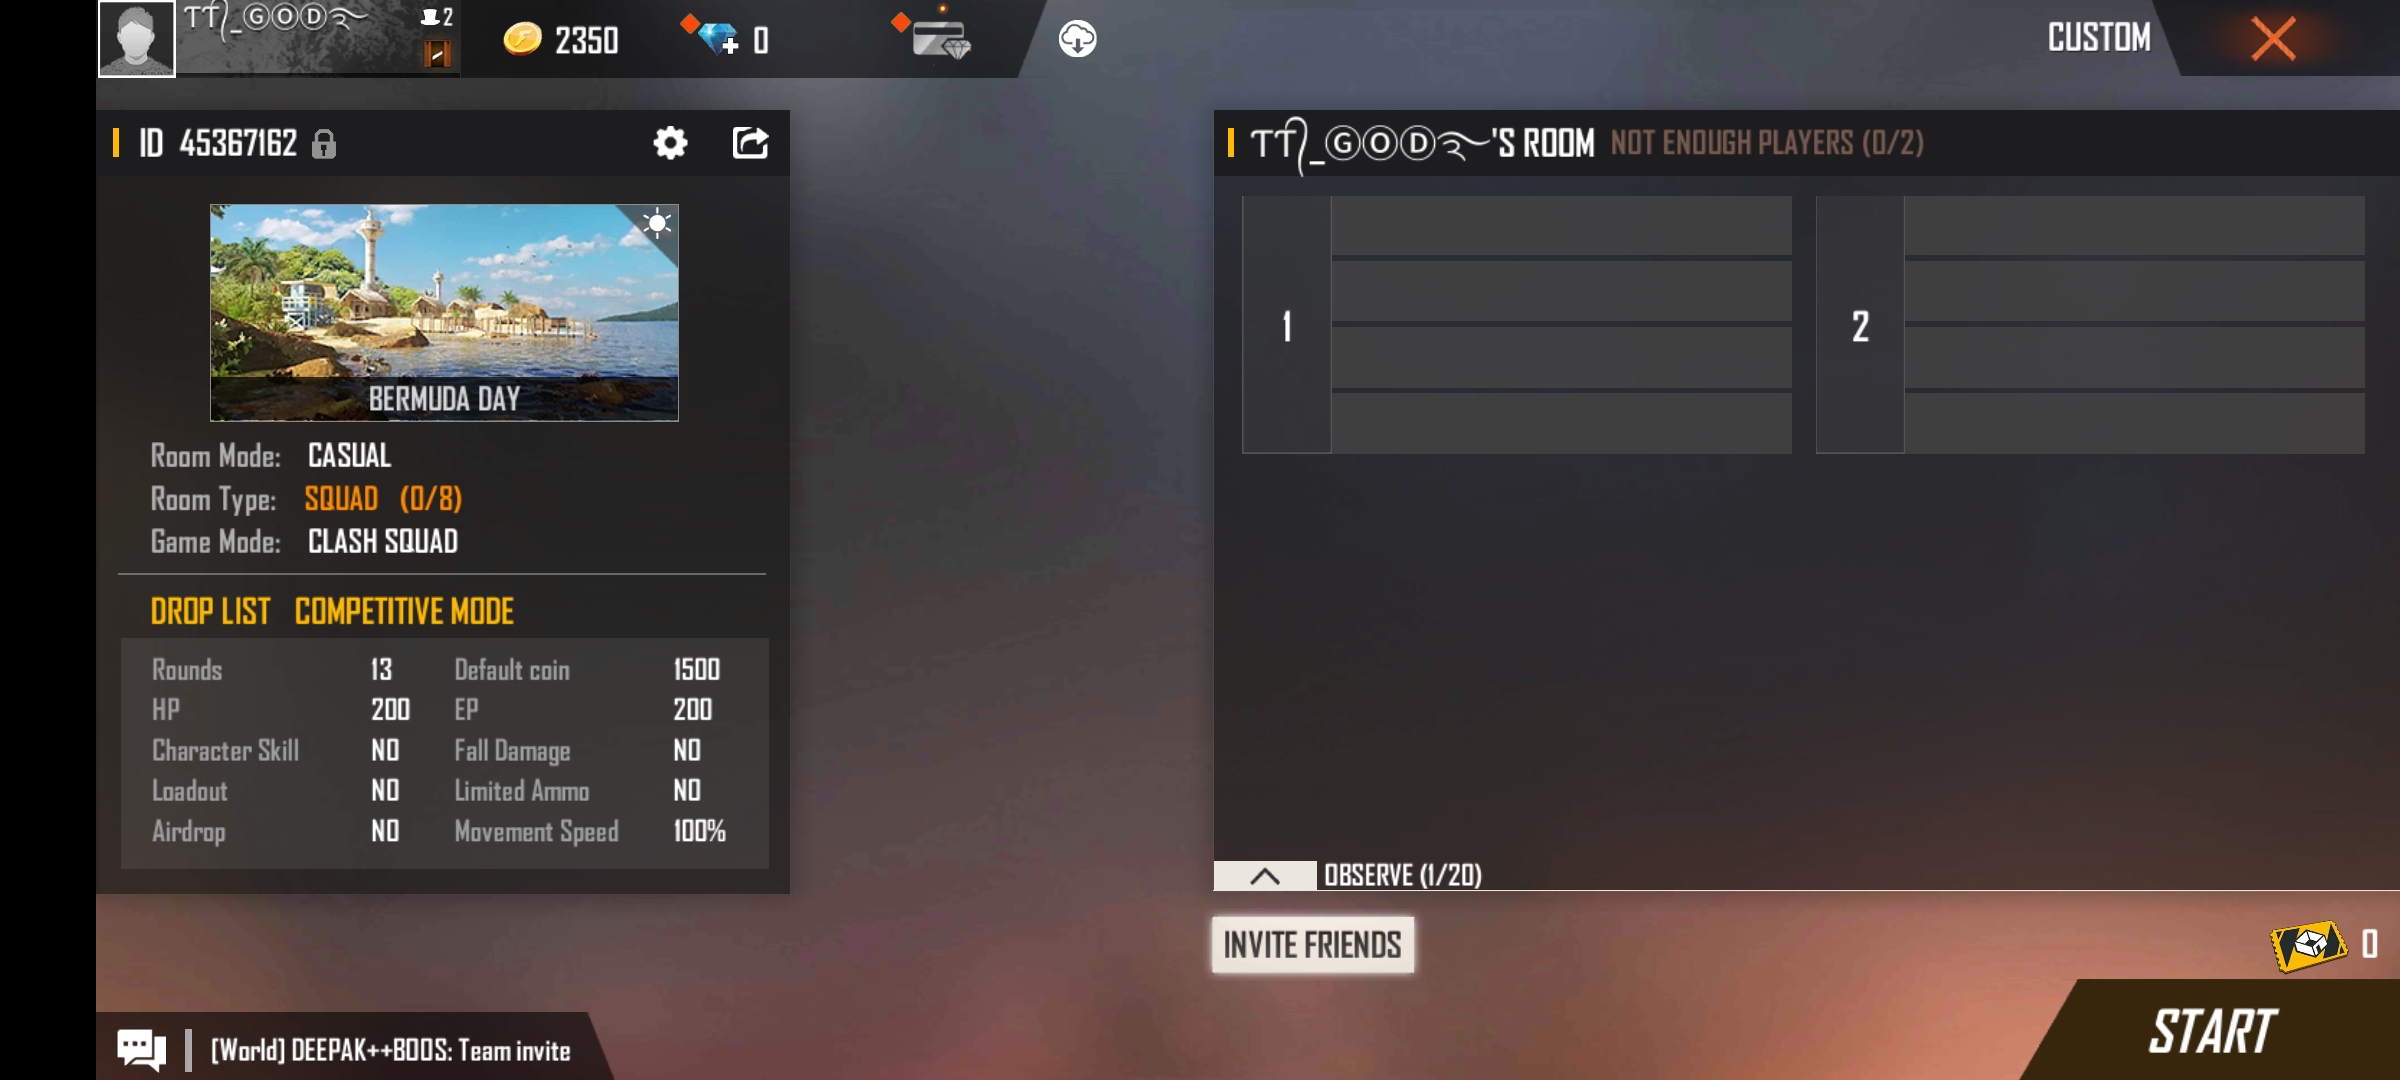 TT_ⒼⓄⒹ
2
2350
0
CUSTOM
ID 45367162
BERMUDA DAY
Room Mode: CASUAL
Room Type: SQUAD (0/8)
Game Mode: CLASH SQUAD
DROP LIST COMPETITIVE MODE
Rounds 13 Default coin 1500
HP 200 EP 200
Character Skill NO Fall Damage NO
Loadout NO Limited Ammo NO
Airdrop NO Movement Speed 100%
TT_ⒼⓄⒹ'S ROOM NOT ENOUGH PLAYERS (0/2)
1
2
OBSERVE (1/20)
INVITE FRIENDS
0
START
[World] DEEPAK++BOOS: Team invite